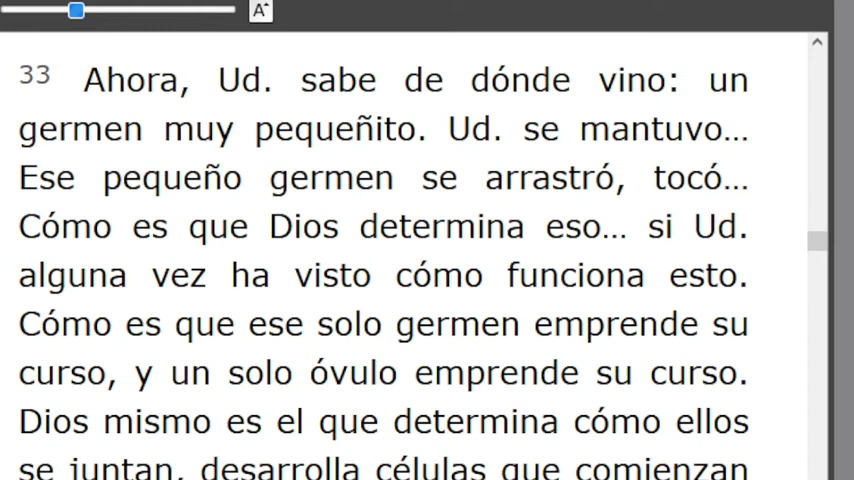 A^
33 Ahora, Ud. sabe de dónde vino: un
germen muy pequeñito. Ud. se mantuvo…
Ese pequeño germen se arrastró, tocó…
Cómo es que Dios determina eso… si Ud.
alguna vez ha visto cómo funciona esto.
Cómo es que ese solo germen emprende su
curso, y un solo óvulo emprende su curso.
Dios mismo es el que determina cómo ellos
se juntan, desarrolla células que comienzan